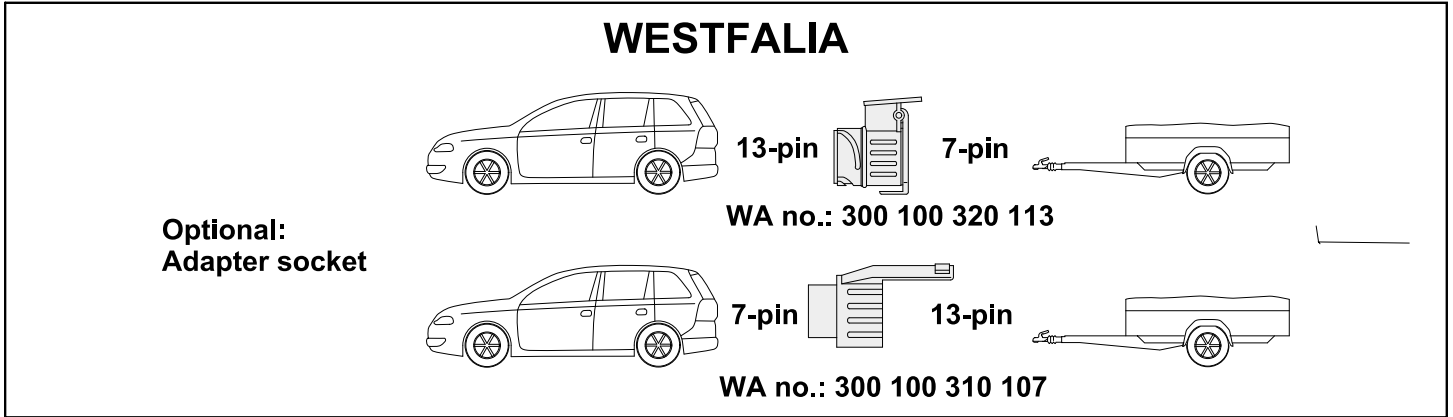 WESTFALIA
13-pin 7-pin
WA no.: 300 100 320 113
Optional:
Adapter socket
7-pin 13-pin
WA no.: 300 100 310 107